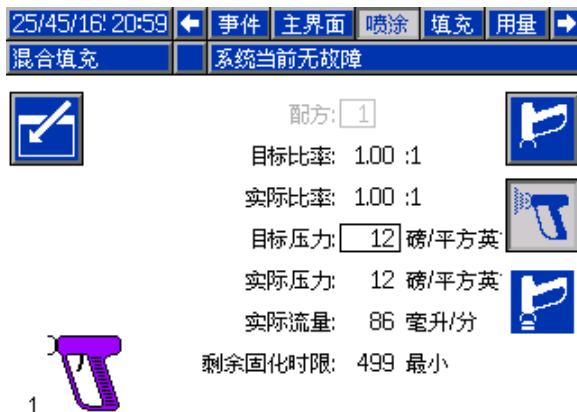 25/45/16' 20:59 事件 主界面 喷涂 填充 用量
混合填充 系统当前无故障
配方: 1
目标比率: 1.00 :1
实际比率: 1.00 :1
目标压力: 12 磅/平方英
实际压力: 12 磅/平方英
实际流量: 86 毫升/分
剩余固化时限: 499 最小
1